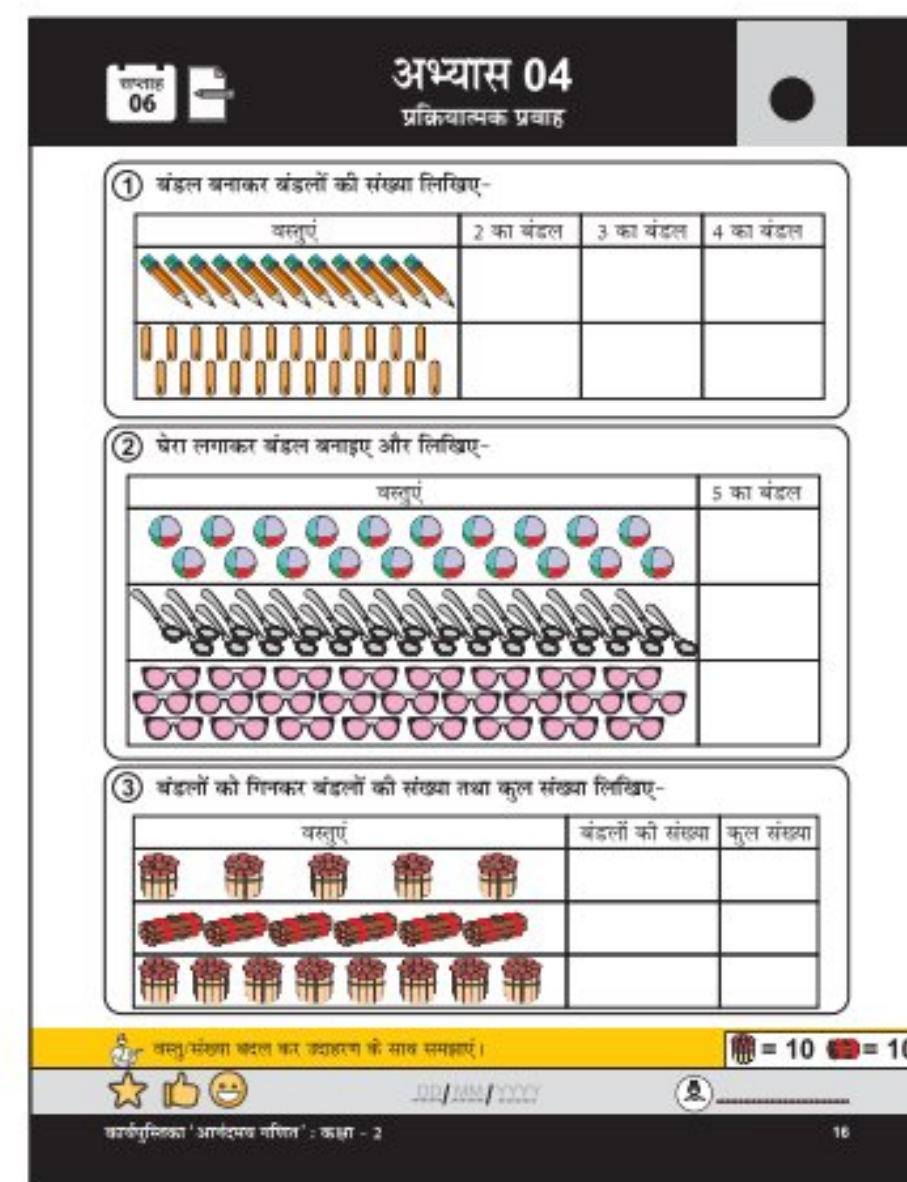 सप्ताह
06
अभ्यास 04
प्रक्रियात्मक प्रवाह
1 बंडल बनाकर बंडलों की संख्या लिखिए-
वस्तुएं 2 का बंडल 3 का बंडल 4 का बंडल
2 घेरा लगाकर बंडल बनाइए और लिखिए-
वस्तुएं 5 का बंडल
3 बंडलों को गिनकर बंडलों की संख्या तथा कुल संख्या लिखिए-
वस्तुएं बंडलों की संख्या कुल संख्या
वस्तु/संख्या बदल कर उदाहरण के साथ समझाएं।
= 10 = 10
DD/MM/YYYY
कार्यपुस्तिका 'आनंदमय गणित' : कक्षा - 2
16